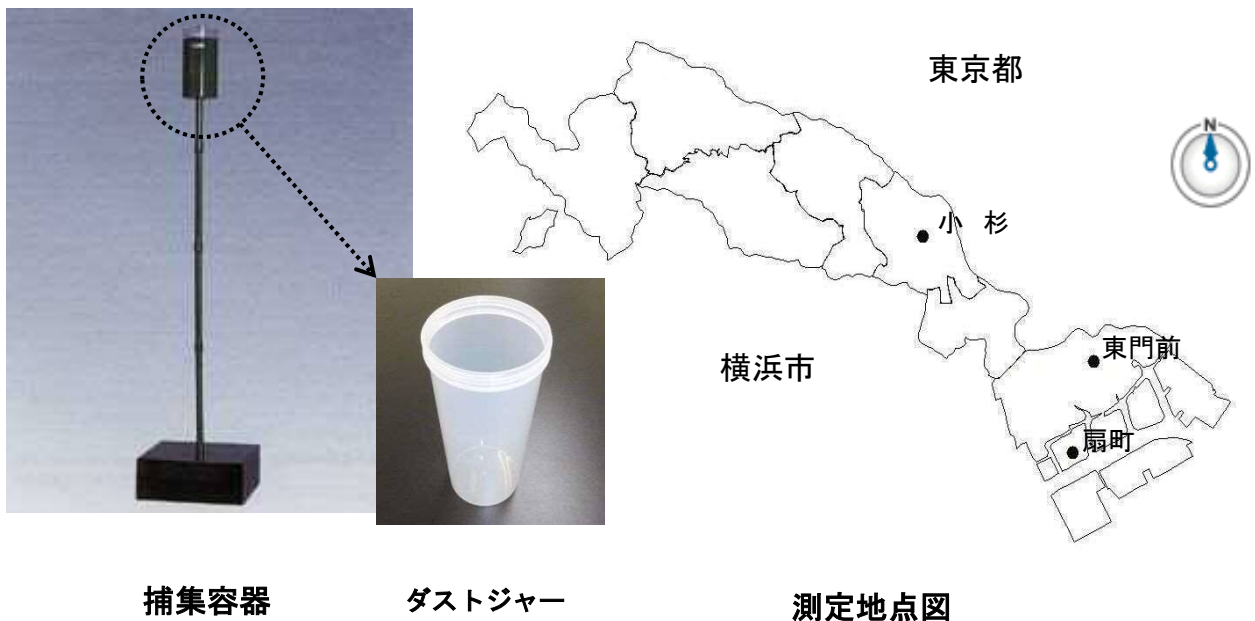 東京都
N
小 杉
横浜市
東門前
扇町
捕集容器
ダストジャー
測定地点図